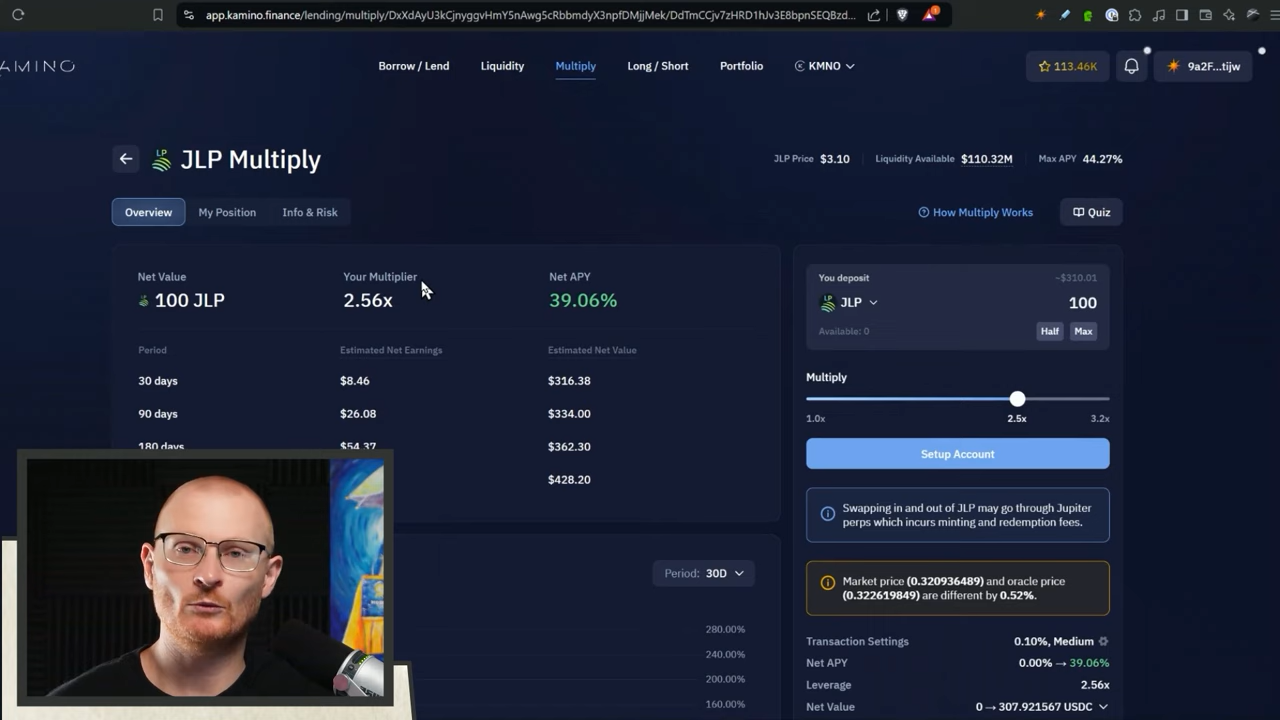 app.kamino.finance/lending/multiply/DxXdAyU3kCjnyggvHmY5nAwg5cRbbmdyX3npfDMJjMek/DdTmCCjv7zHRD1hJv3E8bpnSEQBzd...
AMINO
Borrow / Lend
Liquidity
Multiply
Long / Short
Portfolio
KMNO
113.46K
9a2F...tijw
JLP Multiply
JLP Price $3.10
Liquidity Available $110.32M
Max APY 44.27%
Overview
My Position
Info & Risk
How Multiply Works
Quiz
Net Value
Your Multiplier
Net APY
100 JLP
2.56x
39.06%
Period
Estimated Net Earnings
Estimated Net Value
30 days
$8.46
$316.38
90 days
$26.08
$334.00
180 days
$54.37
$362.30
$428.20
Period: 30D
280.00%
240.00%
200.00%
160.00%
You deposit
~$310.01
LP
JLP
100
Available: 0
Half
Max
Multiply
1.0x
2.5x
3.2x
Setup Account
Swapping in and out of JLP may go through Jupiter
perps which incurs minting and redemption fees.
Market price (0.320936489) and oracle price
(0.322619849) are different by 0.52%.
Transaction Settings
0.10%, Medium
Net APY
0.00% → 39.06%
Leverage
2.56x
Net Value
0 → 307.921567 USDC